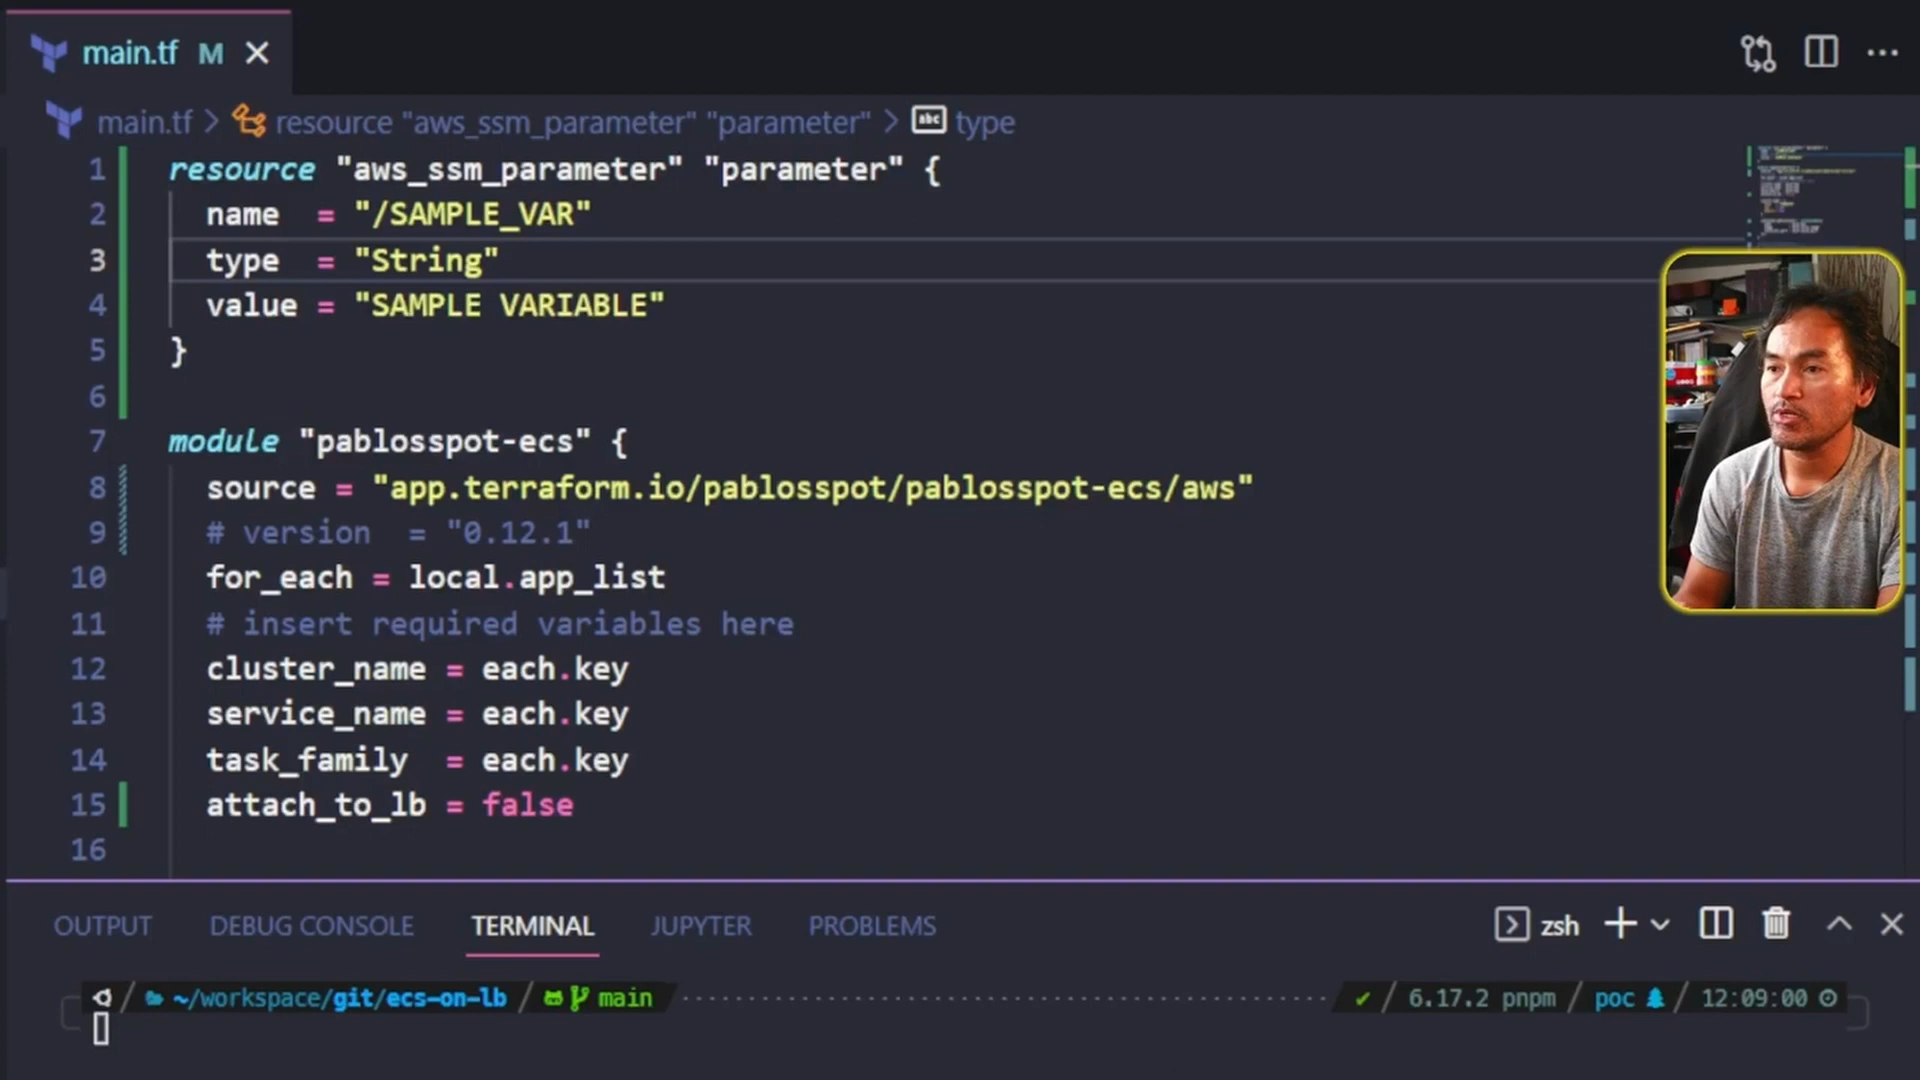 main.tf M
main.tf > resource "aws_ssm_parameter" "parameter" > abc type
1 resource "aws_ssm_parameter" "parameter" {
2 name = "/SAMPLE_VAR"
3 type = "String"
4 value = "SAMPLE VARIABLE"
5 }
6
7 module "pablosspot-ecs" {
8 source = "app.terraform.io/pablosspot/pablosspot-ecs/aws"
9 # version = "0.12.1"
10 for_each = local.app_list
11 # insert required variables here
12 cluster_name = each.key
13 service_name = each.key
14 task_family = each.key
15 attach_to_lb = false
16
OUTPUT DEBUG CONSOLE TERMINAL JUPYTER PROBLEMS zsh
~/workspace/git/ecs-on-lb main 6.17.2 pnpm poc 12:09:00